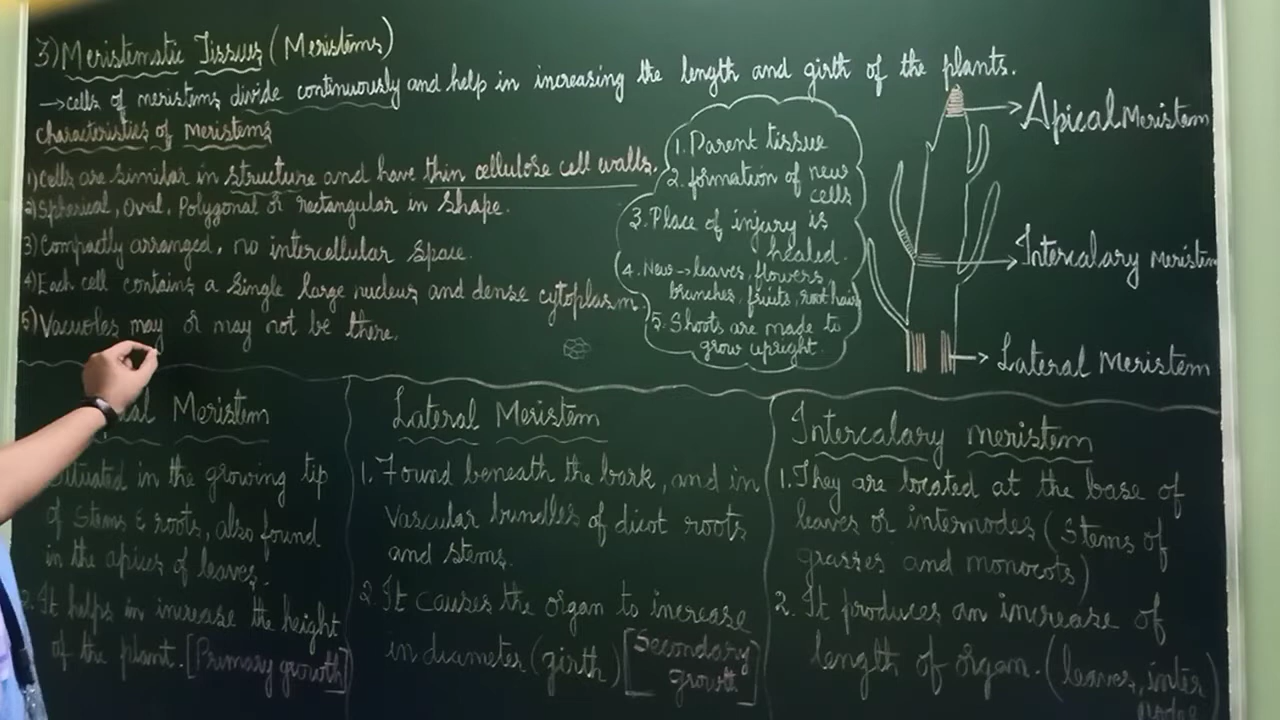 3) Meristematic Tissues (Meristems)
→ cells of meristems divide continuously and help in increasing the length and girth of the plants.
characteristics of Meristems
1) Cells are similar in structure and have thin cellulose cell walls.
2) Spherical, Oval, Polygonal or rectangular in shape.
3) Compactly arranged, no intercellular space.
4) Each cell contains a single large nucleus and dense cytoplasm.
5) Vacuoles may or may not be there.
1. Parent tissue
2. formation of new
cells
3. Place of injury is
healed.
4. New → leaves, flowers
branches, fruits, root hair
5. Shoots are made to
grow upright.
Apical Meristem
Intercalary meristem
Lateral Meristem
Meristem
Situated in the growing tip
of stems & roots, also found
in the apices of leaves.
2. It helps in increase the height
of the plant. [Primary growth]
Lateral Meristem
1. Found beneath the bark, and in
vascular bundles of dicot roots
and stems.
2. It causes the organ to increase
in diameter (girth) [Secondary
growth]
Intercalary meristem
1. They are located at the base of
leaves or internodes (Stems of
grasses and monocots)
2. It produces an increase of
length of organ. (leaves, inter
node)